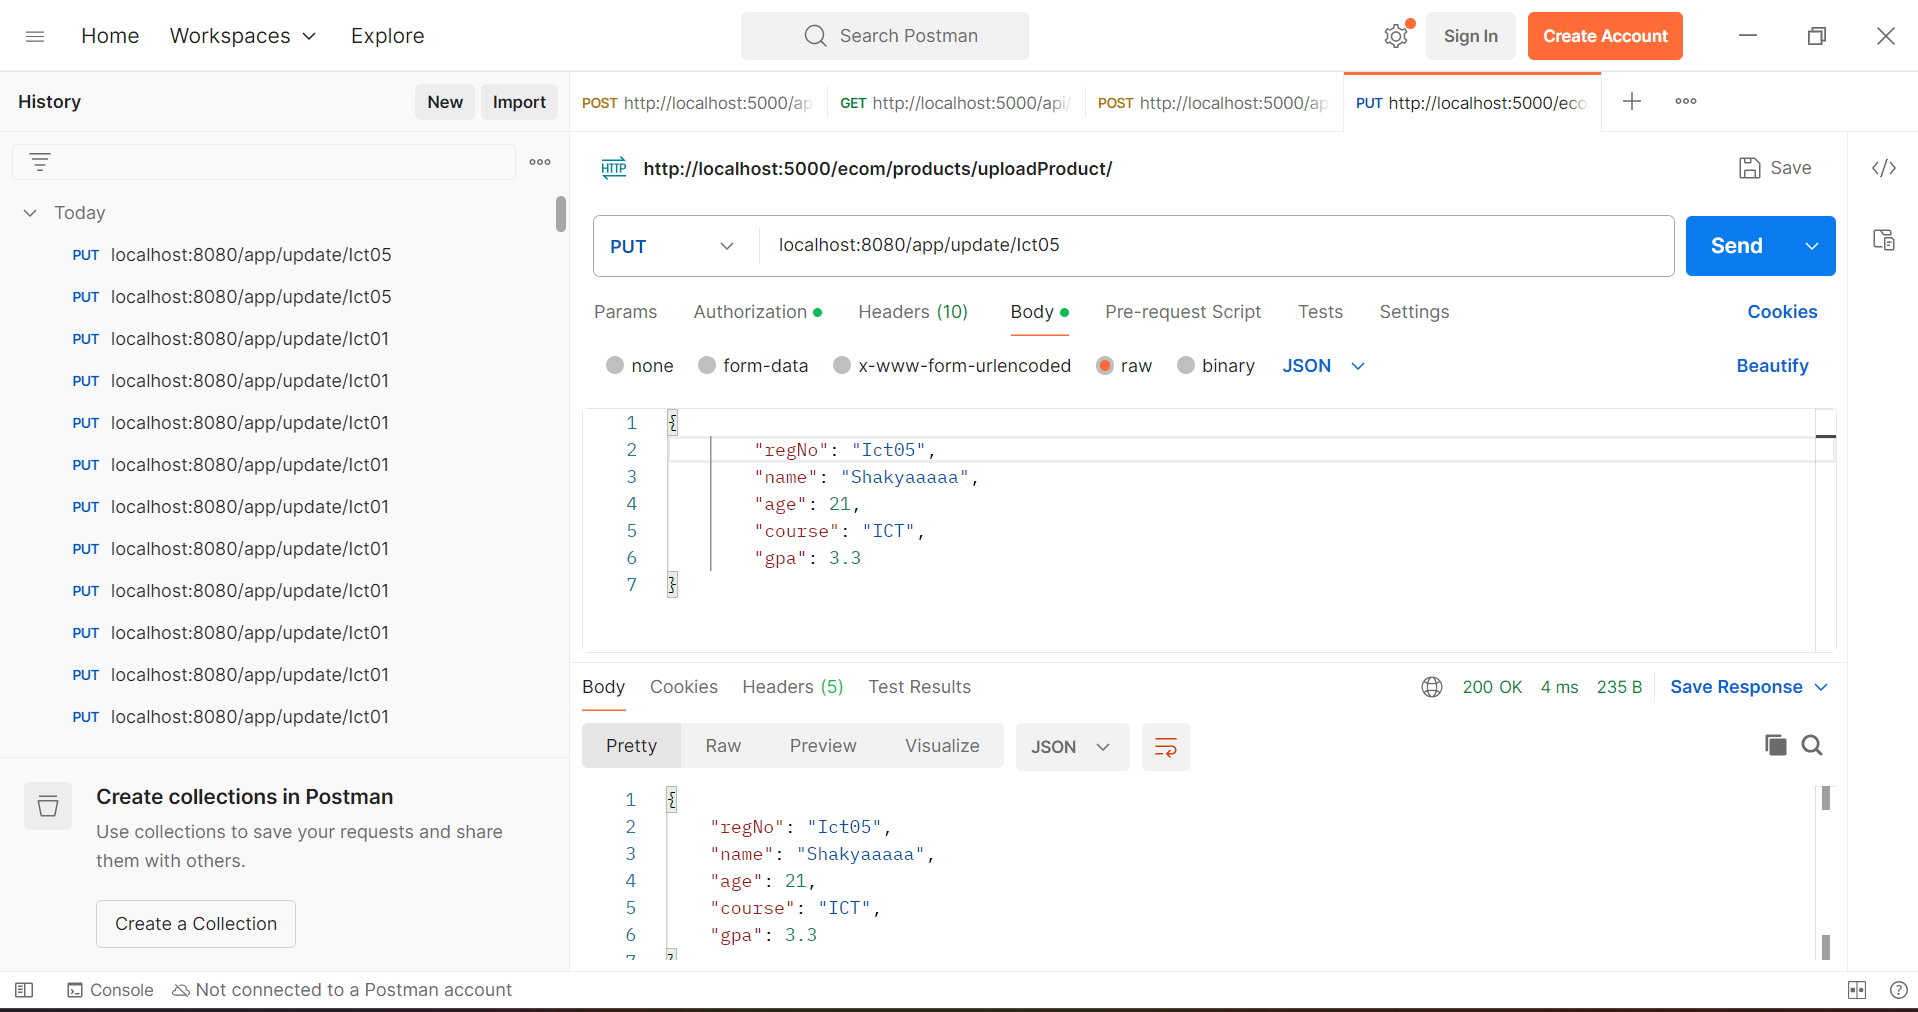 Home Workspaces Explore Search Postman Sign In Create Account
History New Import
POST http://localhost:5000/ap GET http://localhost:5000/api/ POST http://localhost:5000/ap PUT http://localhost:5000/eco
HTTP http://localhost:5000/ecom/products/uploadProduct/ Save
Today
PUT localhost:8080/app/update/Ict05
PUT localhost:8080/app/update/Ict05
PUT localhost:8080/app/update/Ict01
PUT localhost:8080/app/update/Ict01
PUT localhost:8080/app/update/Ict01
PUT localhost:8080/app/update/Ict01
PUT localhost:8080/app/update/Ict01
PUT localhost:8080/app/update/Ict01
PUT localhost:8080/app/update/Ict01
PUT localhost:8080/app/update/Ict01
PUT localhost:8080/app/update/Ict01
PUT localhost:8080/app/update/Ict01
Create collections in Postman
Use collections to save your requests and share
them with others.
Create a Collection
PUT localhost:8080/app/update/Ict05 Send
Params Authorization Headers (10) Body Pre-request Script Tests Settings Cookies
none form-data x-www-form-urlencoded raw binary JSON Beautify
1 {
2 "regNo": "Ict05",
3 "name": "Shakyaaaaa",
4 "age": 21,
5 "course": "ICT",
6 "gpa": 3.3
7 }
Body Cookies Headers (5) Test Results 200 OK 4 ms 235 B Save Response
Pretty Raw Preview Visualize JSON
1 {
2 "regNo": "Ict05",
3 "name": "Shakyaaaaa",
4 "age": 21,
5 "course": "ICT",
6 "gpa": 3.3
7 }
Console Not connected to a Postman account